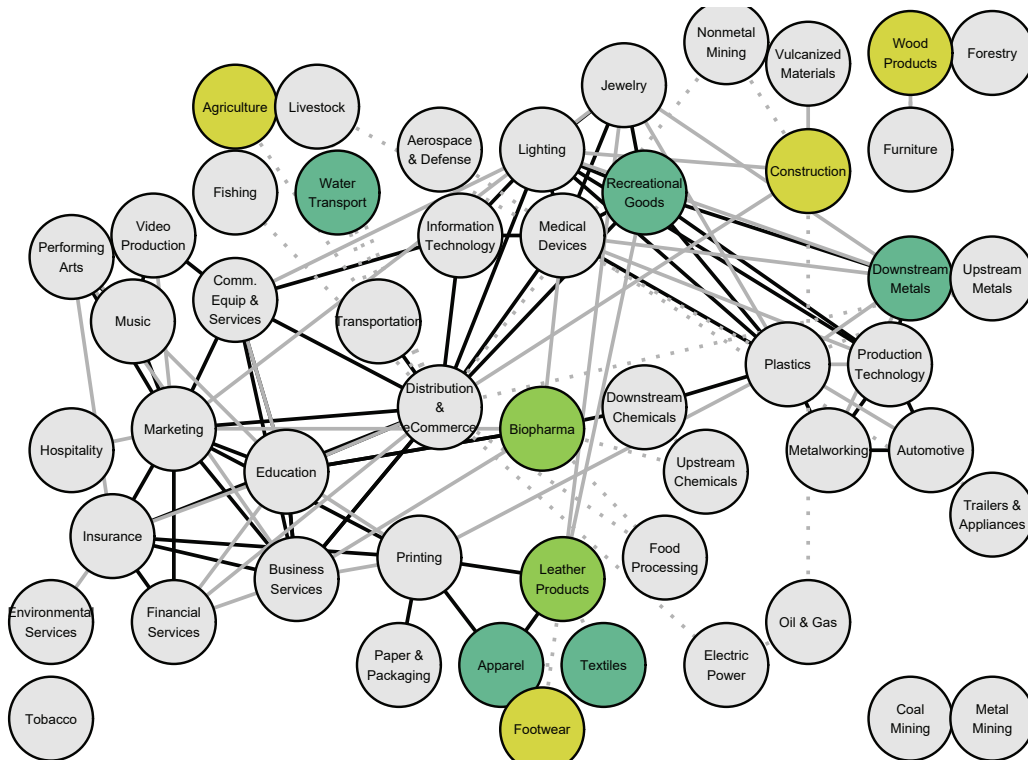 Nonmetal
Mining
Vulcanized
Materials
Wood
Products
Forestry
Jewelry
Agriculture
Livestock
Aerospace
& Defense
Lighting
Furniture
Construction
Fishing
Water
Transport
Recreational
Goods
Video
Production
Performing
Arts
Information
Technology
Medical
Devices
Comm.
Equip &
Services
Downstream
Metals
Upstream
Metals
Music
Transportation
Plastics
Production
Technology
Distribution &
eCommerce
Downstream
Chemicals
Marketing
Biopharma
Hospitality
Education
Upstream
Chemicals
Metalworking
Automotive
Trailers &
Appliances
Insurance
Printing
Food
Processing
Business
Services
Leather
Products
Environmental
Services
Financial
Services
Oil & Gas
Paper &
Packaging
Apparel
Textiles
Electric
Power
Tobacco
Footwear
Coal
Mining
Metal
Mining